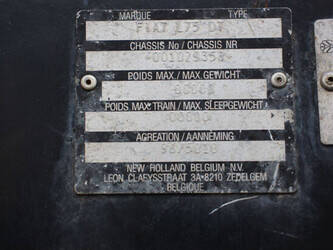 MARQUE TYPE
FIAT L75 DT
CHASSIS No / CHASSIS NR
001029353
POIDS MAX. / MAX. GEWICHT
POIDS MAX TRAIN / MAX. SLEEPGEWICHT
AGREATION / AANNEMING
NEW HOLLAND BELGIUM N.V.
LEON CLAEYSSTRAAT 3A·8210 ZEDELGEM
BELGIQUE